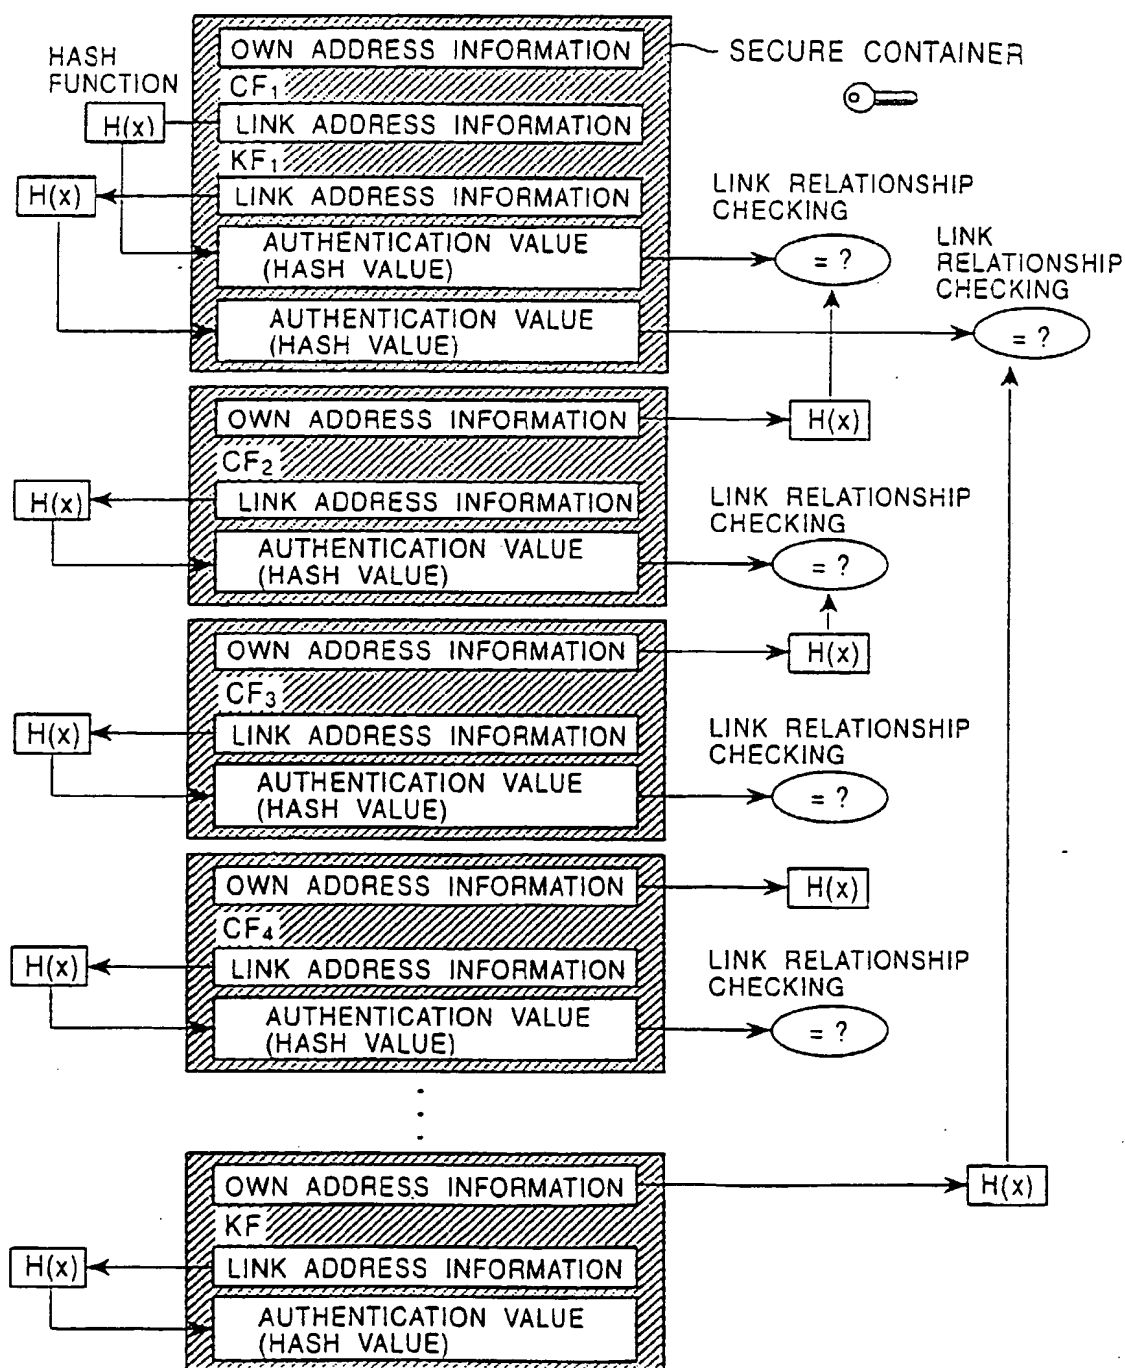 OWN ADDRESS INFORMATION
SECURE CONTAINER
HASH
FUNCTION
CF1
H(x)
LINK ADDRESS INFORMATION
KF1
H(x)
LINK ADDRESS INFORMATION
LINK RELATIONSHIP
CHECKING
AUTHENTICATION VALUE
(HASH VALUE)
= ?
LINK
RELATIONSHIP
CHECKING
AUTHENTICATION VALUE
(HASH VALUE)
= ?
OWN ADDRESS INFORMATION
H(x)
CF2
H(x)
LINK ADDRESS INFORMATION
LINK RELATIONSHIP
CHECKING
AUTHENTICATION VALUE
(HASH VALUE)
= ?
OWN ADDRESS INFORMATION
H(x)
CF3
H(x)
LINK ADDRESS INFORMATION
LINK RELATIONSHIP
CHECKING
AUTHENTICATION VALUE
(HASH VALUE)
= ?
OWN ADDRESS INFORMATION
H(x)
CF4
H(x)
LINK ADDRESS INFORMATION
LINK RELATIONSHIP
CHECKING
AUTHENTICATION VALUE
(HASH VALUE)
= ?
OWN ADDRESS INFORMATION
H(x)
KF
H(x)
LINK ADDRESS INFORMATION
AUTHENTICATION VALUE
(HASH VALUE)